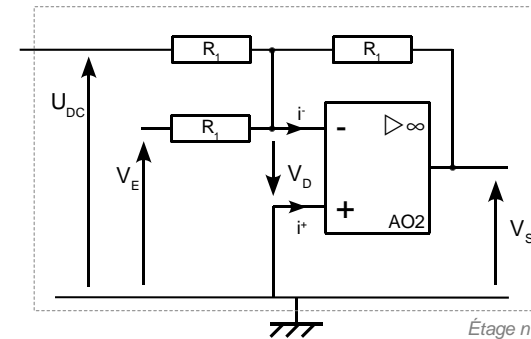 R1 R1
UDC
R1 i- - ▷∞
VE VD
+ AO2
i+ VS
Étage n